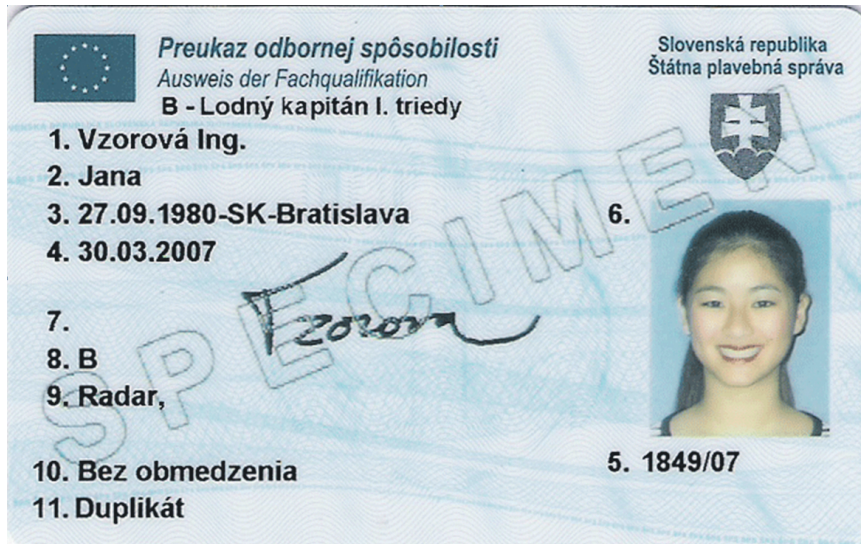 Preukaz odbornej spôsobilosti
Ausweis der Fachqualifikation
B - Lodný kapitán I. triedy
Slovenská republika
Štátna plavebná správa
1. Vzorová Ing.
2. Jana
3. 27.09.1980-SK-Bratislava
4. 30.03.2007
6.
7. Vzorova
8. B
9. Radar,
10. Bez obmedzenia
11. Duplikát
5. 1849/07
SPECIMEN